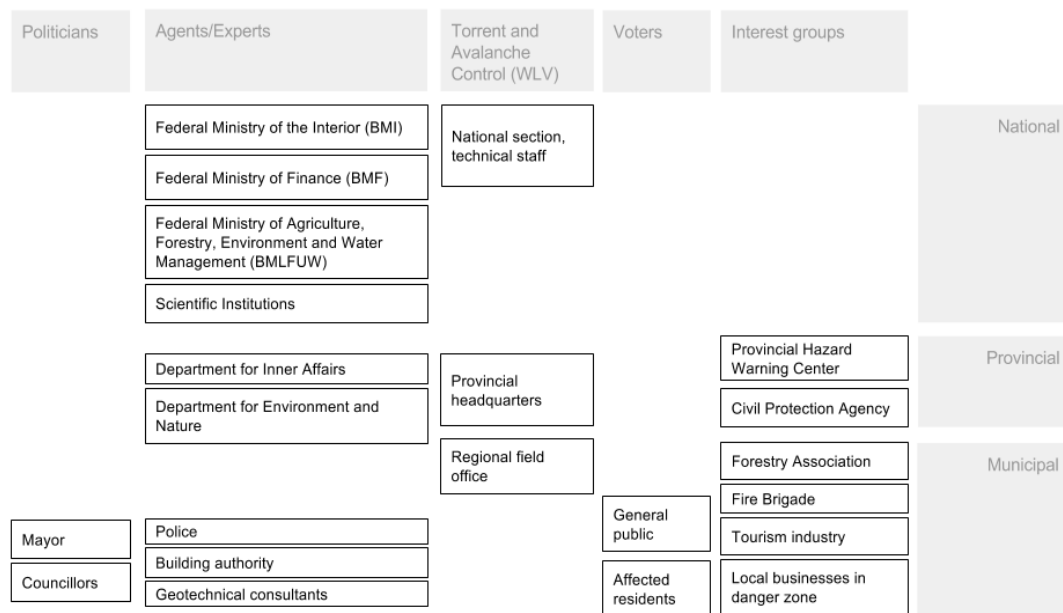 Politicians
Agents/Experts
Torrent and
Avalanche
Control (WLV)
Voters
Interest groups
National
Federal Ministry of the Interior (BMI)
National section,
technical staff
Federal Ministry of Finance (BMF)
Federal Ministry of Agriculture,
Forestry, Environment and Water
Management (BMLFUW)
Scientific Institutions
Provincial
Department for Inner Affairs
Department for Environment and
Nature
Provincial
headquarters
Provincial Hazard
Warning Center
Civil Protection Agency
Municipal
Regional field
office
Forestry Association
Fire Brigade
Mayor
Councillors
Police
Building authority
Geotechnical consultants
General
public
Affected
residents
Tourism industry
Local businesses in
danger zone